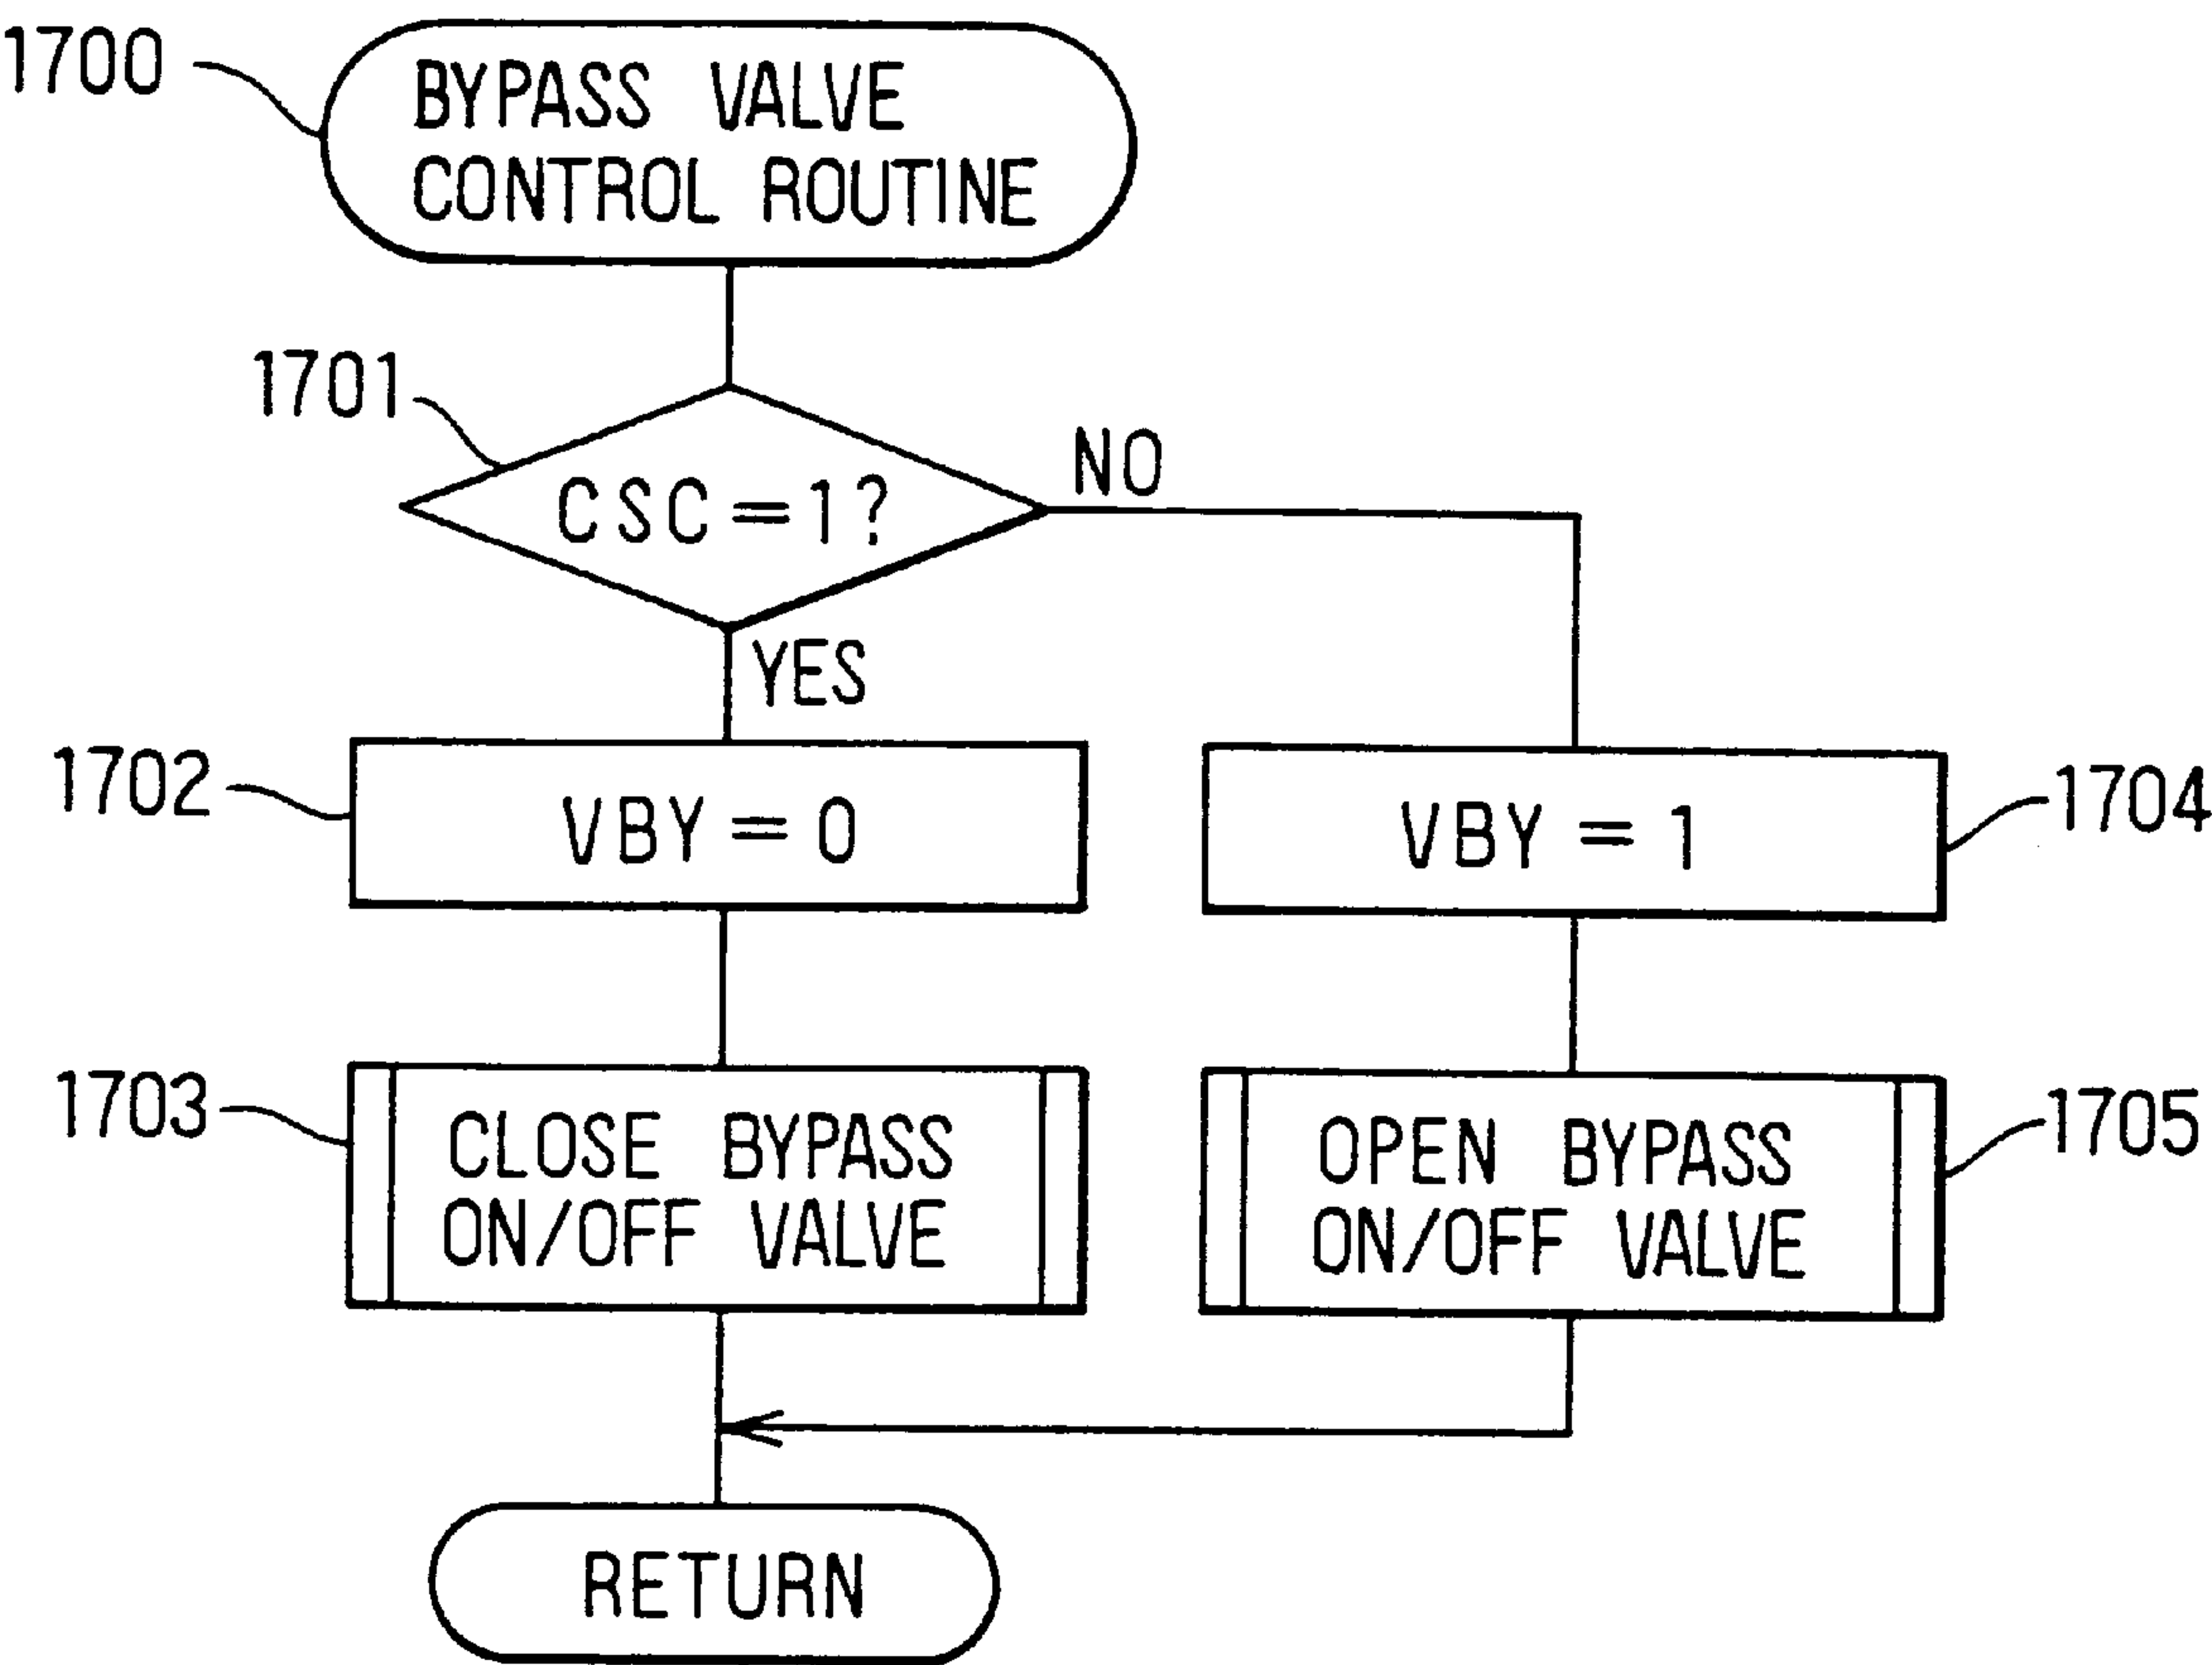 1700
BYPASS VALVE
CONTROL ROUTINE
1701
CSC=1?
NO
YES
1702
VBY = 0
VBY = 1
1704
1703
CLOSE BYPASS
ON/OFF VALVE
OPEN BYPASS
ON/OFF VALVE
1705
RETURN